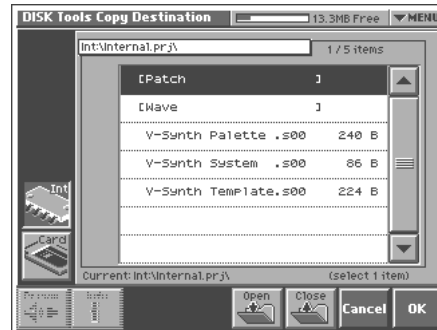 DISK Tools Copy Destination 13.3MB Free ▼MENU
Int:\Internal.prj\ 1 / 5 items
[Patch ]
[Wave ]
V-Synth Palette .s00 240 B
V-Synth System .s00 86 B
V-Synth Template.s00 224 B
Int
Card
Current: Int:\Internal.prj\ (select 1 item)
Preview Info Open Close Cancel OK